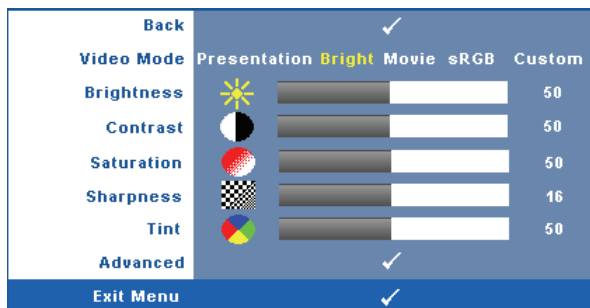 Back
Video Mode Presentation Bright Movie sRGB Custom
Brightness 50
Contrast 50
Saturation 50
Sharpness 16
Tint 50
Advanced
Exit Menu